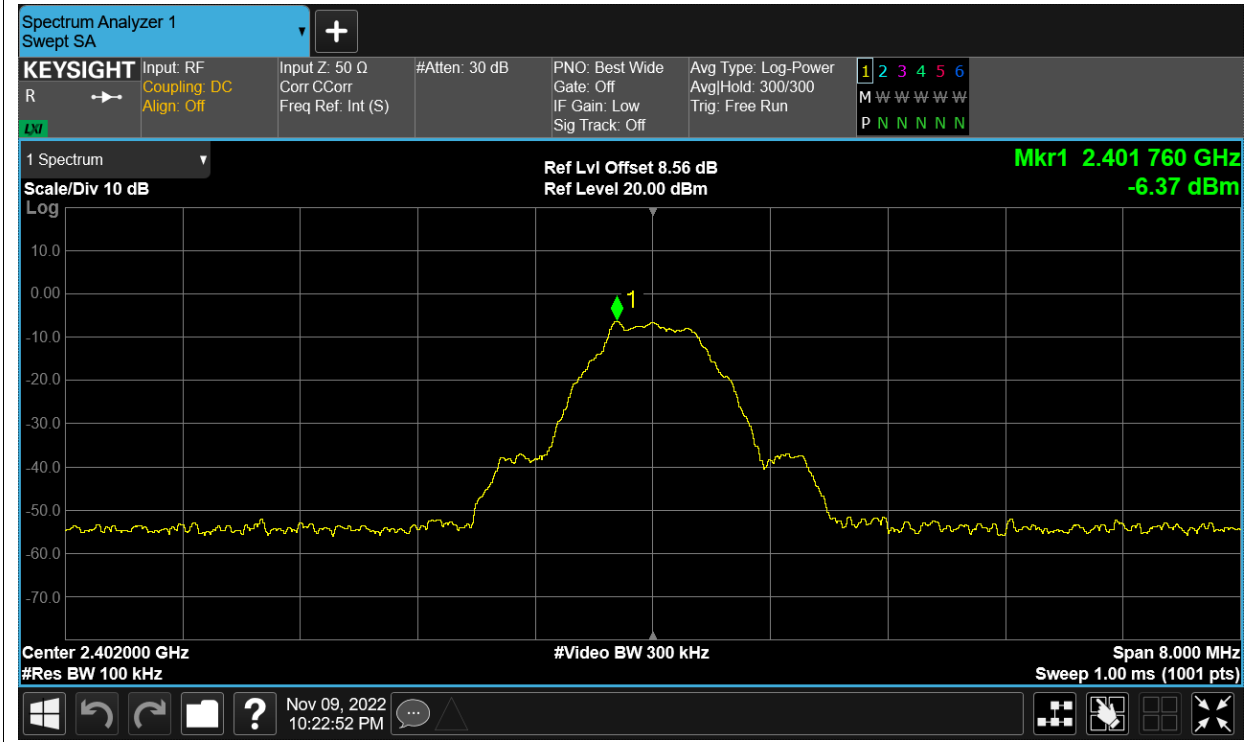 Spectrum Analyzer 1
Swept SA
KEYSIGHT
R
LXI
Input: RF
Coupling: DC
Align: Off
Input Z: 50 Ω
Corr CCorr
Freq Ref: Int (S)
#Atten: 30 dB
PNO: Best Wide
Gate: Off
IF Gain: Low
Sig Track: Off
Avg Type: Log-Power
Avg|Hold: 300/300
Trig: Free Run
1 2 3 4 5 6
M W W W W W
P N N N N N
1 Spectrum
Scale/Div 10 dB
Ref Lvl Offset 8.56 dB
Ref Level 20.00 dBm
Mkr1 2.401 760 GHz
-6.37 dBm
Log
10.0
0.00
-10.0
-20.0
-30.0
-40.0
-50.0
-60.0
-70.0
1
Center 2.402000 GHz
#Video BW 300 kHz
Span 8.000 MHz
#Res BW 100 kHz
Sweep 1.00 ms (1001 pts)
?
Nov 09, 2022
10:22:52 PM